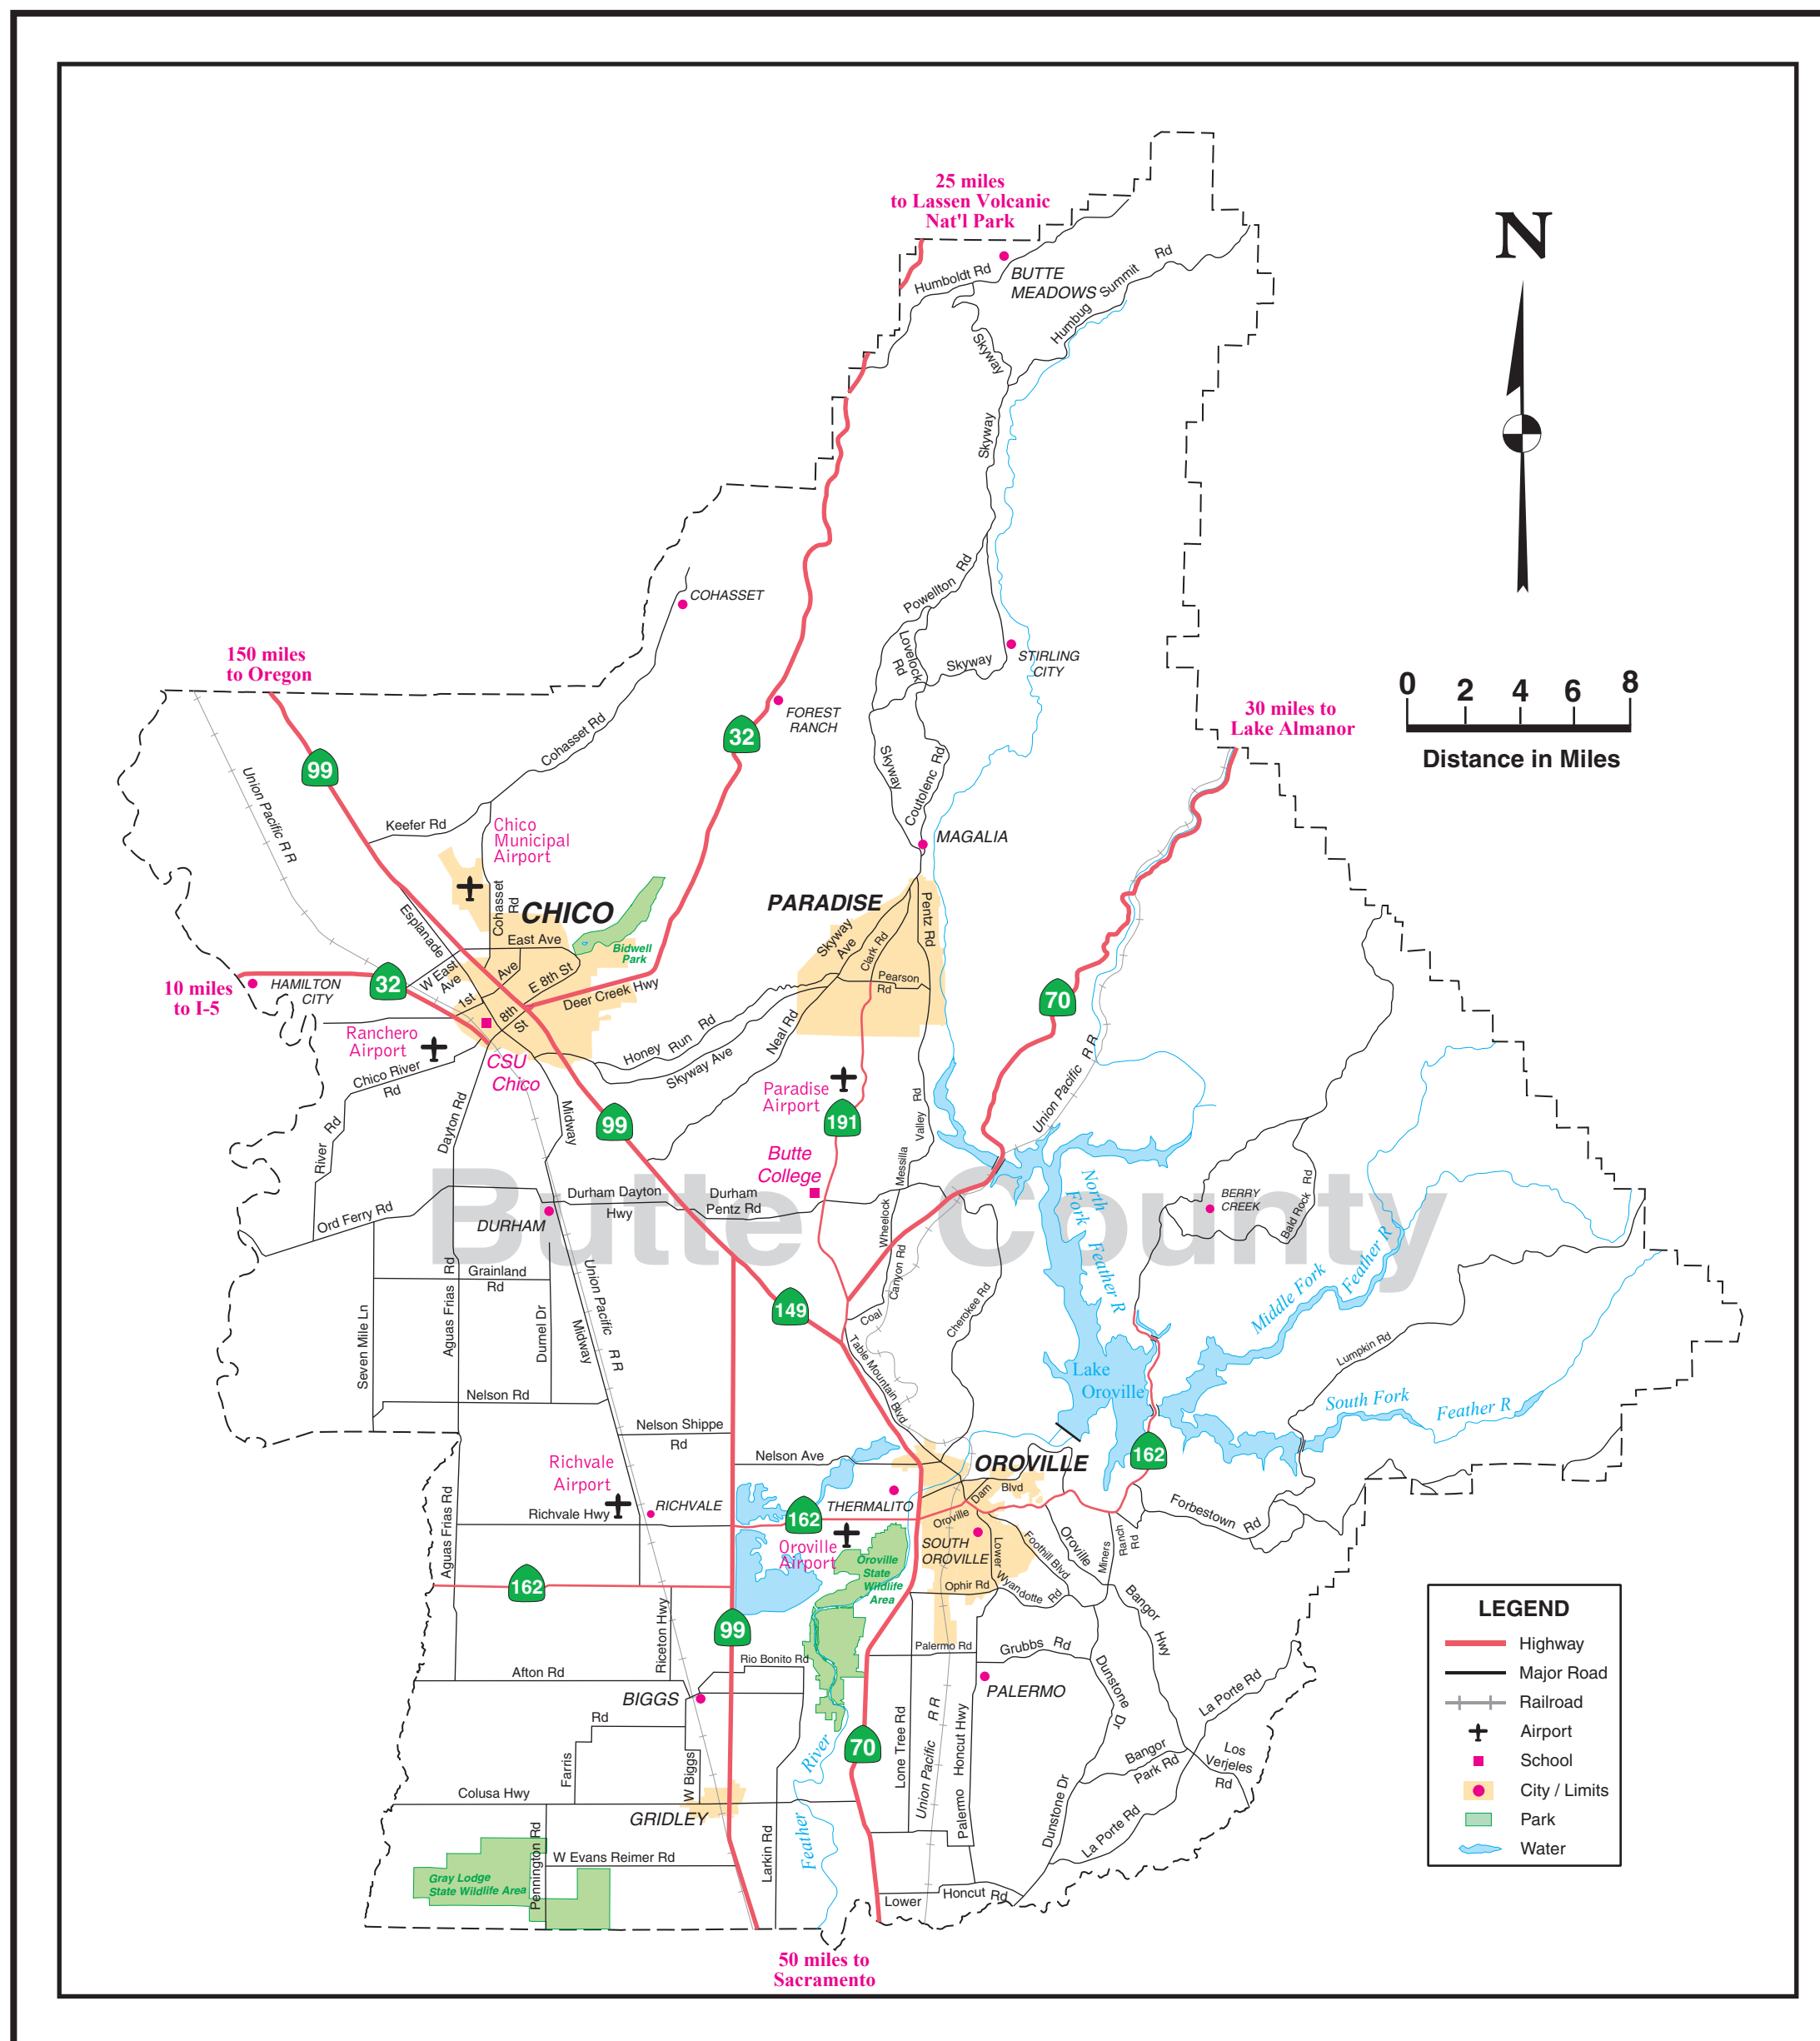 25 miles
to Lassen Volcanic
Nat'l Park
N
Humboldt Rd
BUTTE
MEADOWS
Humbug Summit Rd
Skyway
Skyway
COHASSET
Powellton Rd
Lovelock
Rd
Skyway
STIRLING
CITY
150 miles
to Oregon
FOREST
RANCH
32
99
Union Pacific R R
Cohasset Rd
Skyway
Coutolenc Rd
30 miles to
Lake Almanor
0 2 4 6 8
Distance in Miles
Keefer Rd
Chico
Municipal
Airport
MAGALIA
Cohasset
Rd
CHICO
PARADISE
Esplanade
East Ave
Bidwell
Park
Skyway
Ave
Clark Rd
Pentz Rd
Pearson
Rd
10 miles
to I-5
HAMILTON
CITY
32
W East
Ave
1st
Ave
E 8th St
8th
St
Deer Creek Hwy
70
Ranchero
Airport
CSU
Chico
Chico River
Rd
Honey Run Rd
Skyway Ave
Neal Rd
Paradise
Airport
191
Union Pacific R R
River Rd
Dayton Rd
Midway
99
Butte
College
Messilla
Valley Rd
Butte County
North
Fork
Feather R
BERRY
CREEK
Bald Rock Rd
Ord Ferry Rd
DURHAM
Durham Dayton
Hwy
Durham
Pentz Rd
Wheelock
Coal
Canyon Rd
Cherokee Rd
Middle Fork
Feather R
Grainland
Rd
Aguas Frias Rd
Seven Mile Ln
Durnel Dr
Midway
Union Pacific R R
149
Table Mountain Blvd
Lake
Oroville
Lumpkin Rd
South Fork
Feather R
Nelson Rd
Nelson Shippe
Rd
Nelson Ave
OROVILLE
162
Richvale
Airport
RICHVALE
Richvale Hwy
Aguas Frias Rd
162
THERMALITO
Oroville
Dam
Blvd
Forbestown Rd
Oroville
Airport
Oroville
State
Wildlife
Area
SOUTH
OROVILLE
Lower
Wyandotte Rd
Foothill Blvd
Oroville
Bangor
Hwy
Miners
Ranch
Rd
162
Ophir Rd
99
Riceton Hwy
Palermo Rd
Grubbs Rd
Rio Bonito Rd
Afton Rd
BIGGS
PALERMO
Dunstone
Dr
La Porte Rd
Rd
Farris
W Biggs
70
River
Feather
Lone Tree Rd
Union Pacific R R
Palermo Honcut Hwy
Bangor
Park Rd
Los
Verjeles
Rd
Colusa Hwy
GRIDLEY
Dunstone Dr
La Porte Rd
Pennington Rd
W Evans Reimer Rd
Larkin Rd
Gray Lodge
State Wildlife Area
Lower
Honcut Rd
50 miles to
Sacramento
LEGEND
Highway
Major Road
Railroad
Airport
School
City / Limits
Park
Water